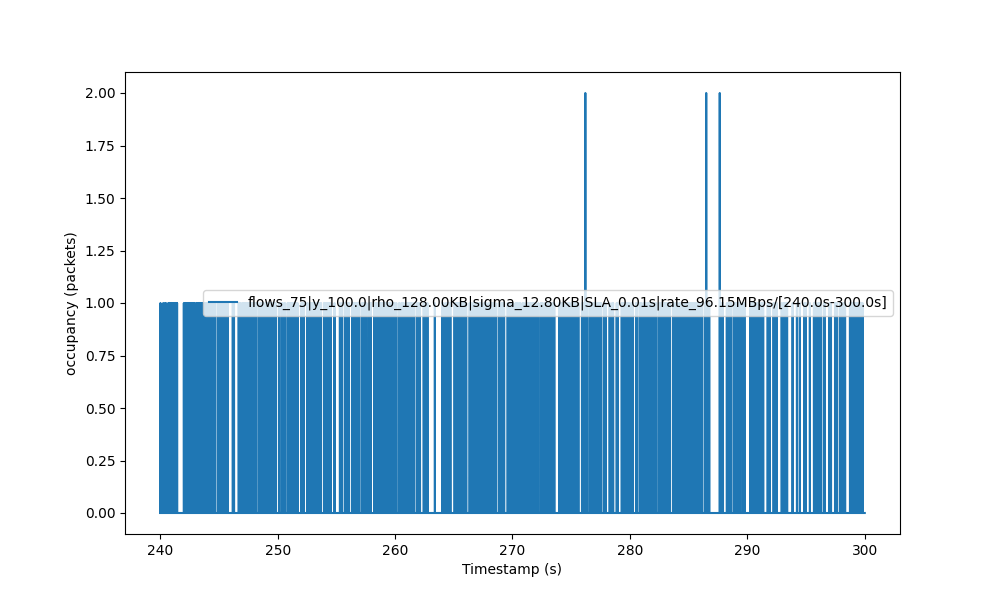 occupancy (packets)
2.00
1.75
1.50
1.25
1.00
0.75
0.50
0.25
0.00
flows_75|y_100.0|rho_128.00KB|sigma_12.80KB|SLA_0.01s|rate_96.15MBps/[240.0s-300.0s]
240 250 260 270 280 290 300
Timestamp (s)